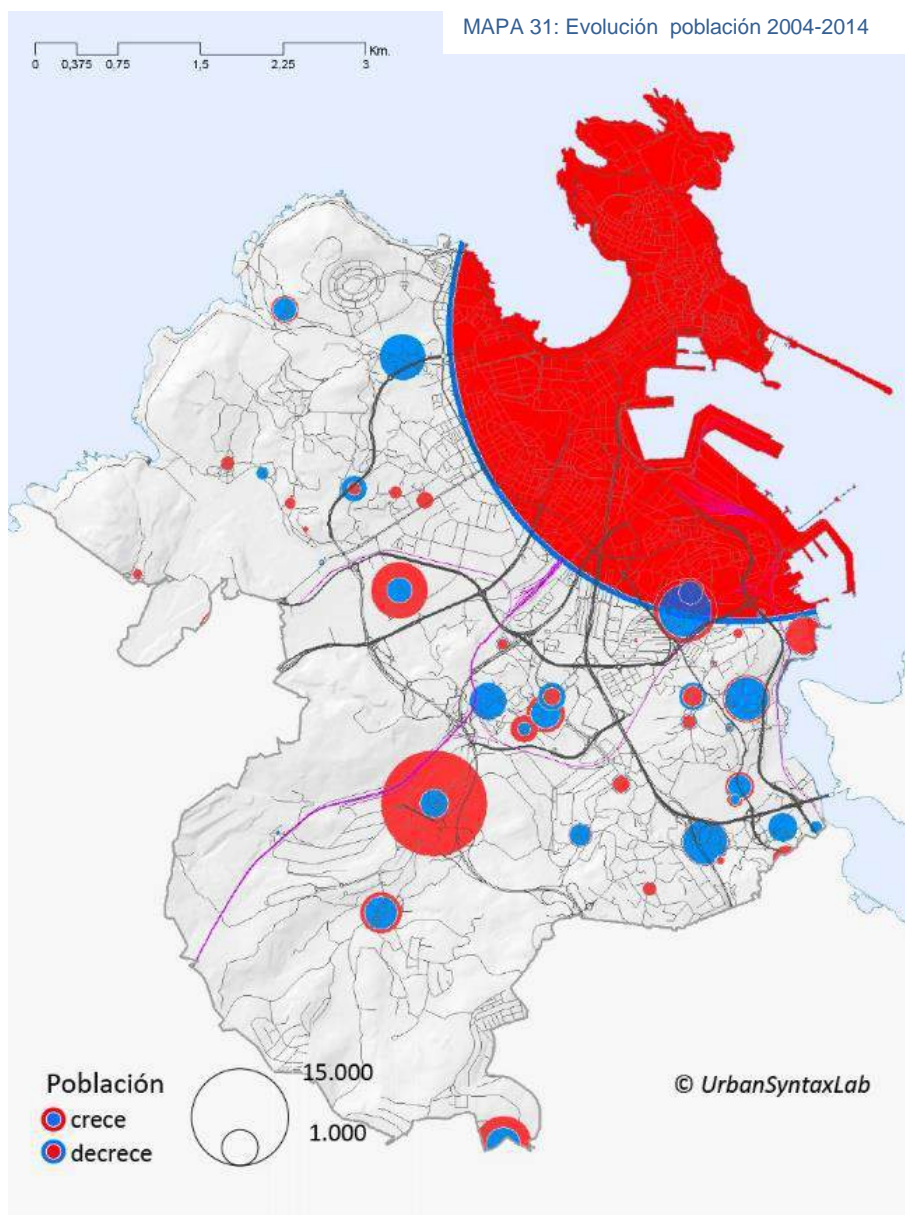 MAPA 31: Evolución población 2004-2014
Km.
0 0,375 0.75 1,5 2,25 3
Población
crece
decrece
15.000
1.000
© UrbanSyntaxLab